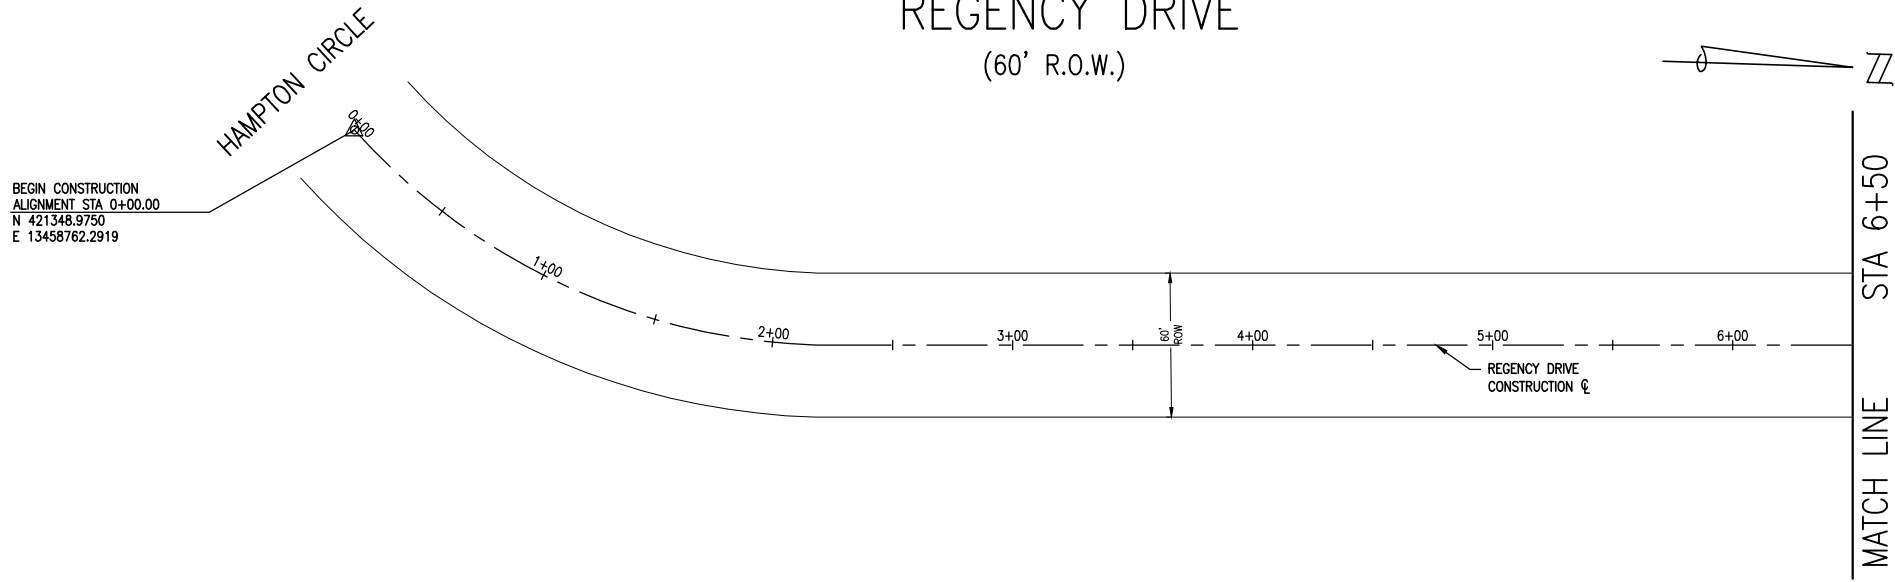 REGENCY DRIVE
(60' R.O.W.)
HAMPTON CIRCLE
N
BEGIN CONSTRUCTION
ALIGNMENT STA 0+00.00
N 421348.9750
E 13458762.2919
0+00
1+00
2+00
3+00
60'
ROW
4+00
5+00
6+00
REGENCY DRIVE
CONSTRUCTION ℄
MATCH LINE STA 6+50